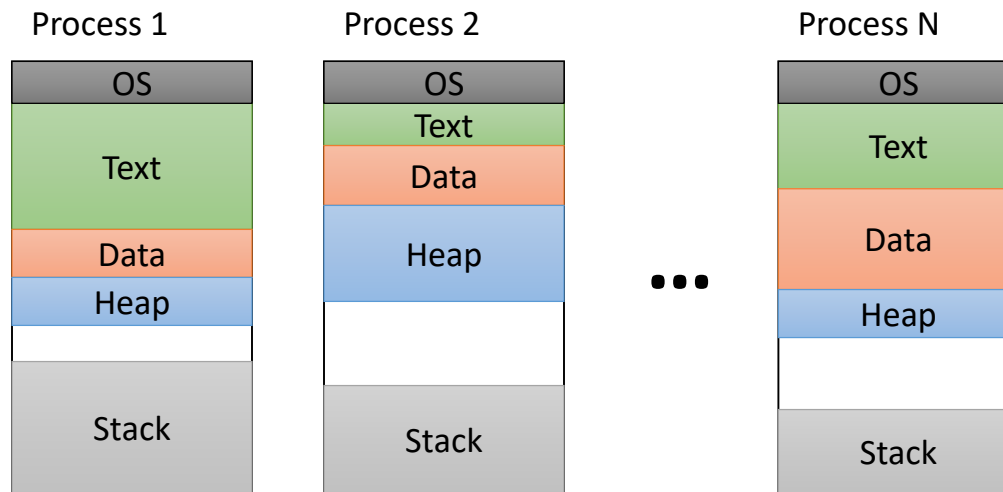 Process 1
Process 2
Process N
OS
Text
Data
Heap
Stack
OS
Text
Data
Heap
Stack
...
OS
Text
Data
Heap
Stack